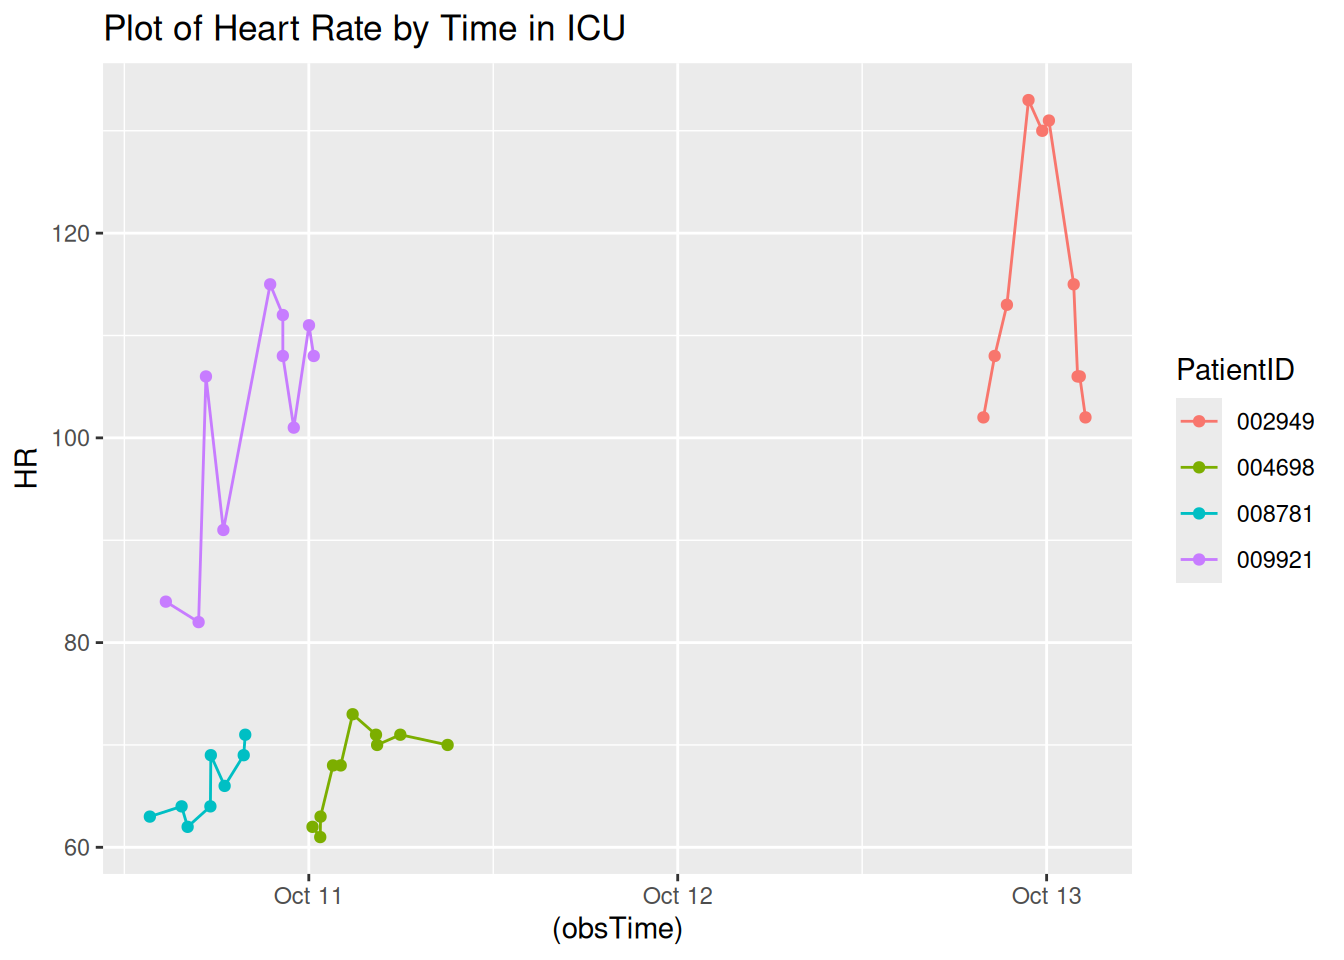 Plot of Heart Rate by Time in ICU
HR
120
100
80
60
Oct 11
Oct 12
Oct 13
(obsTime)
PatientID
002949
004698
008781
009921